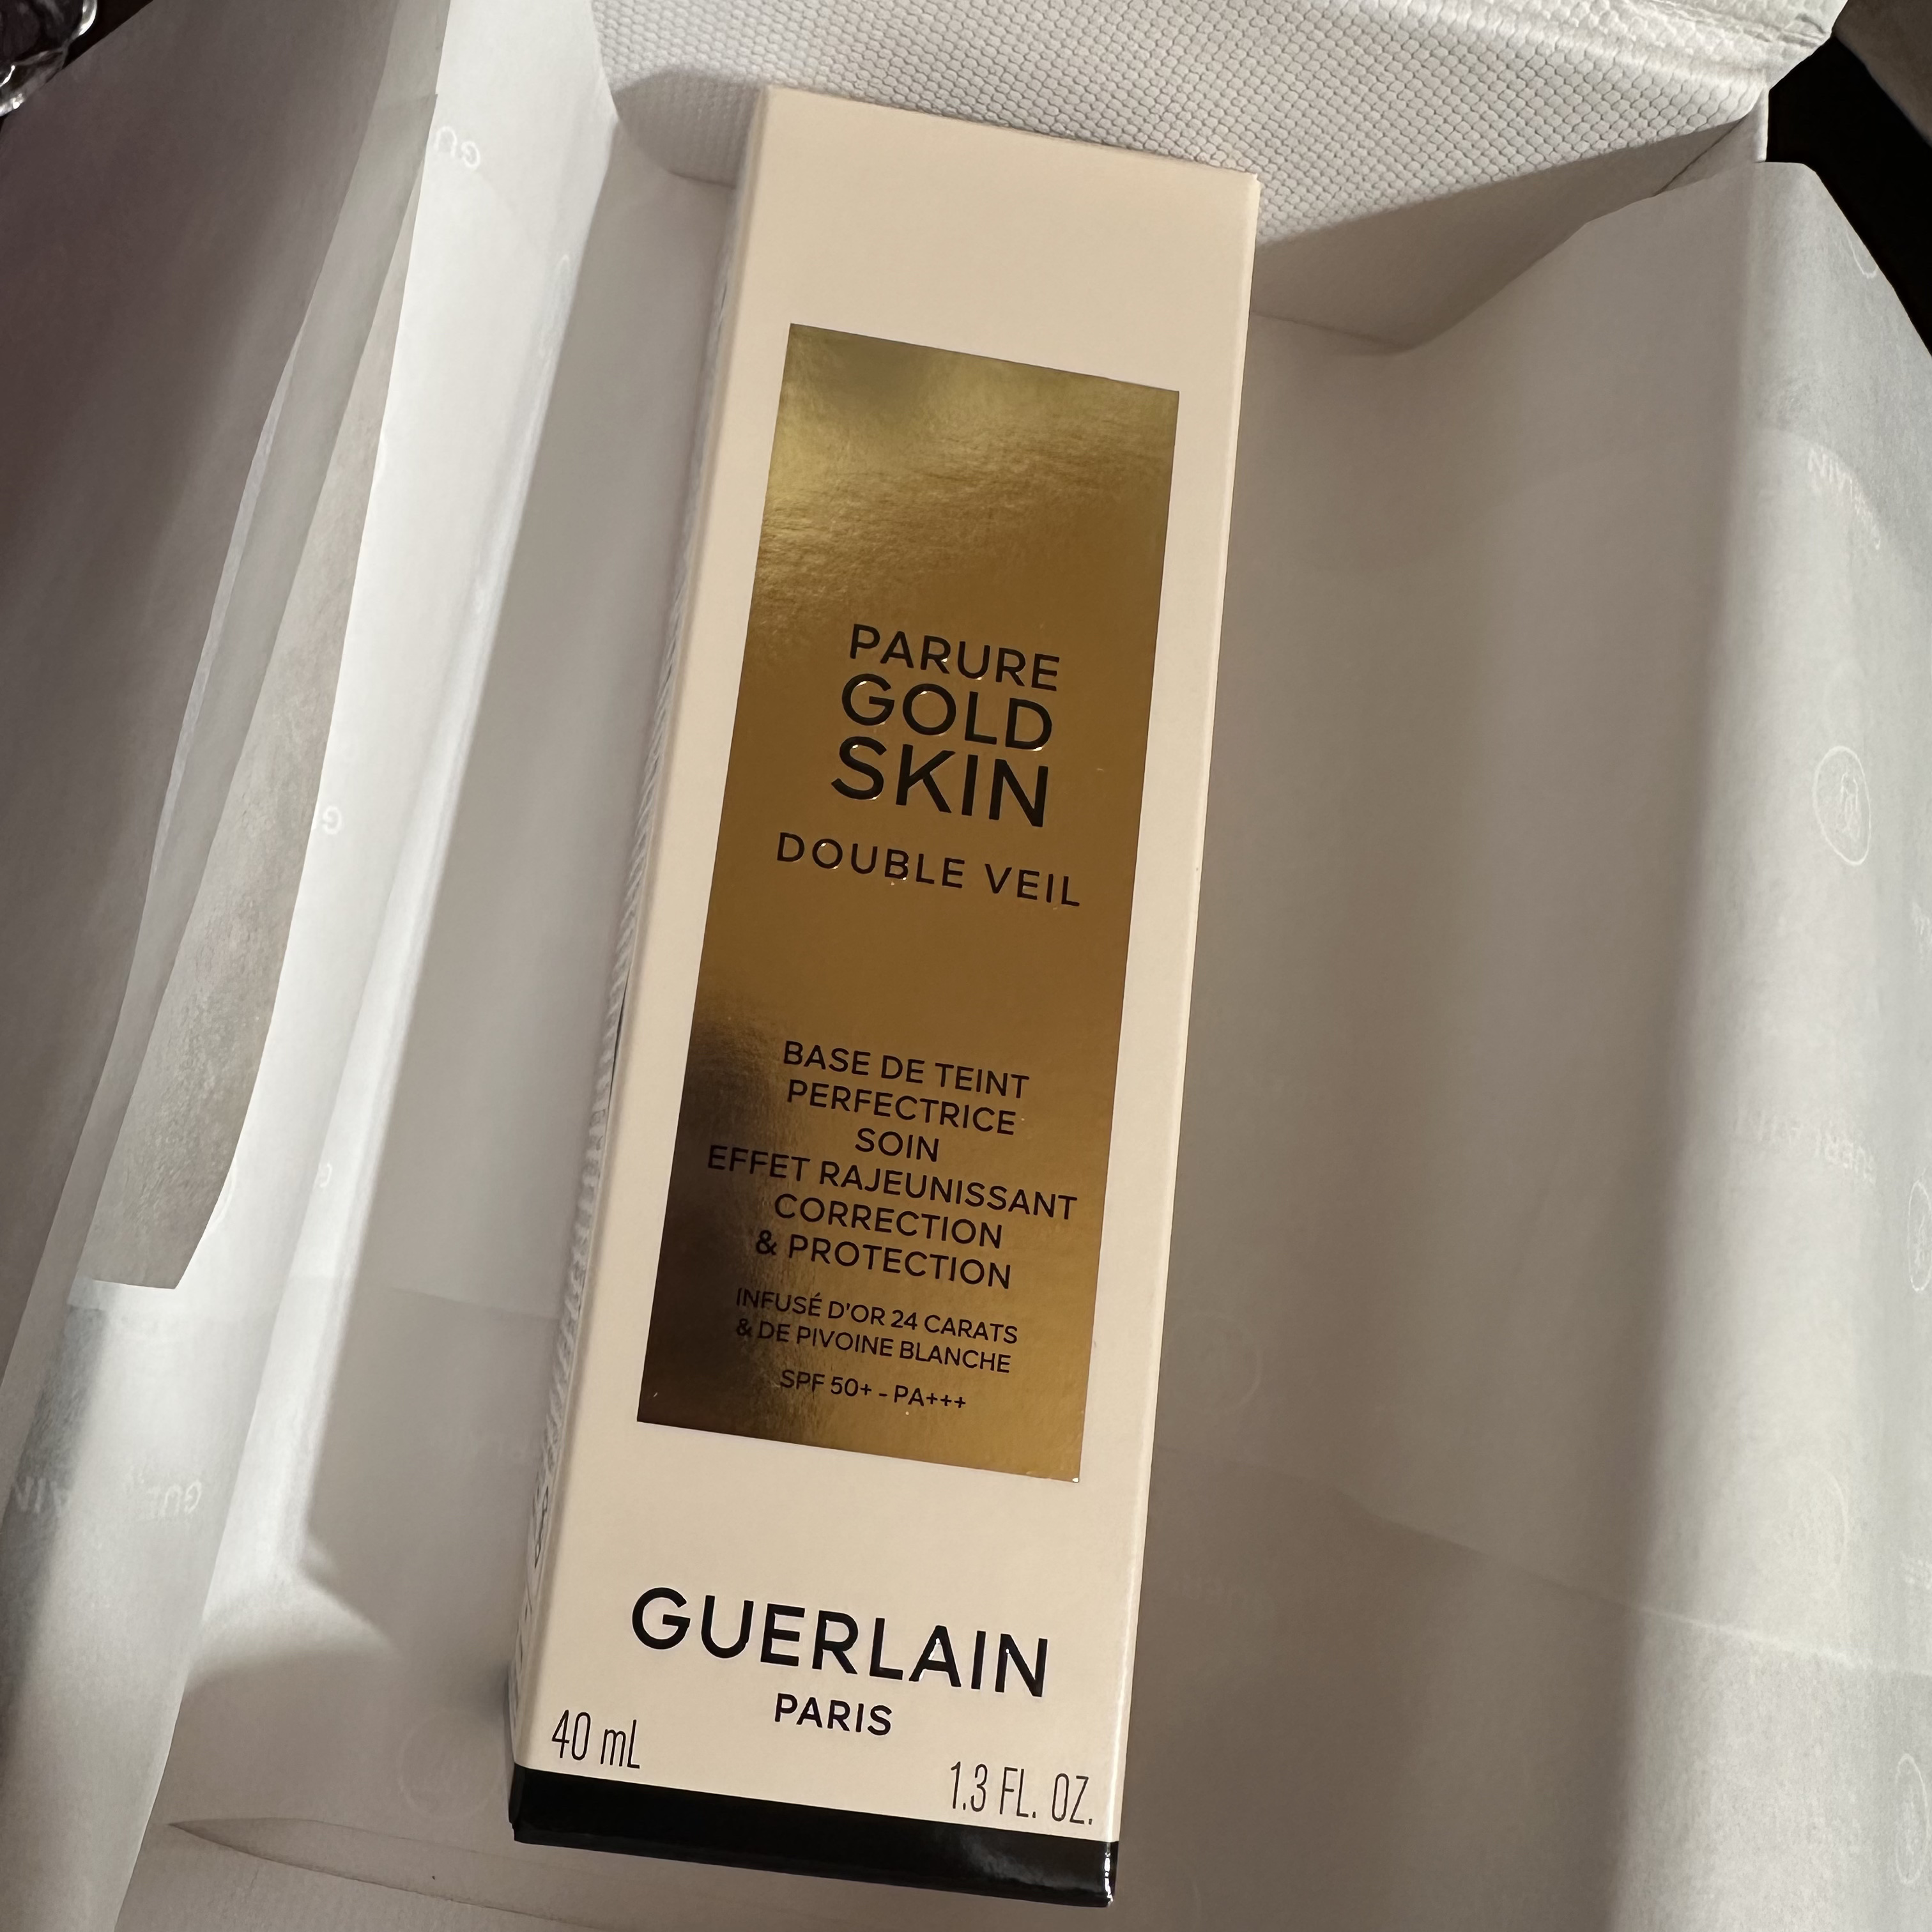 PARURE
GOLD
SKIN
DOUBLE VEIL
BASE DE TEINT
PERFECTRICE
SOIN
EFFET RAJEUNISSANT
CORRECTION
& PROTECTION
INFUSÉ D'OR 24 CARATS
& DE PIVOINE BLANCHE
SPF 50+ - PA+++
GUERLAIN
PARIS
40 mL
1.3 FL. OZ.